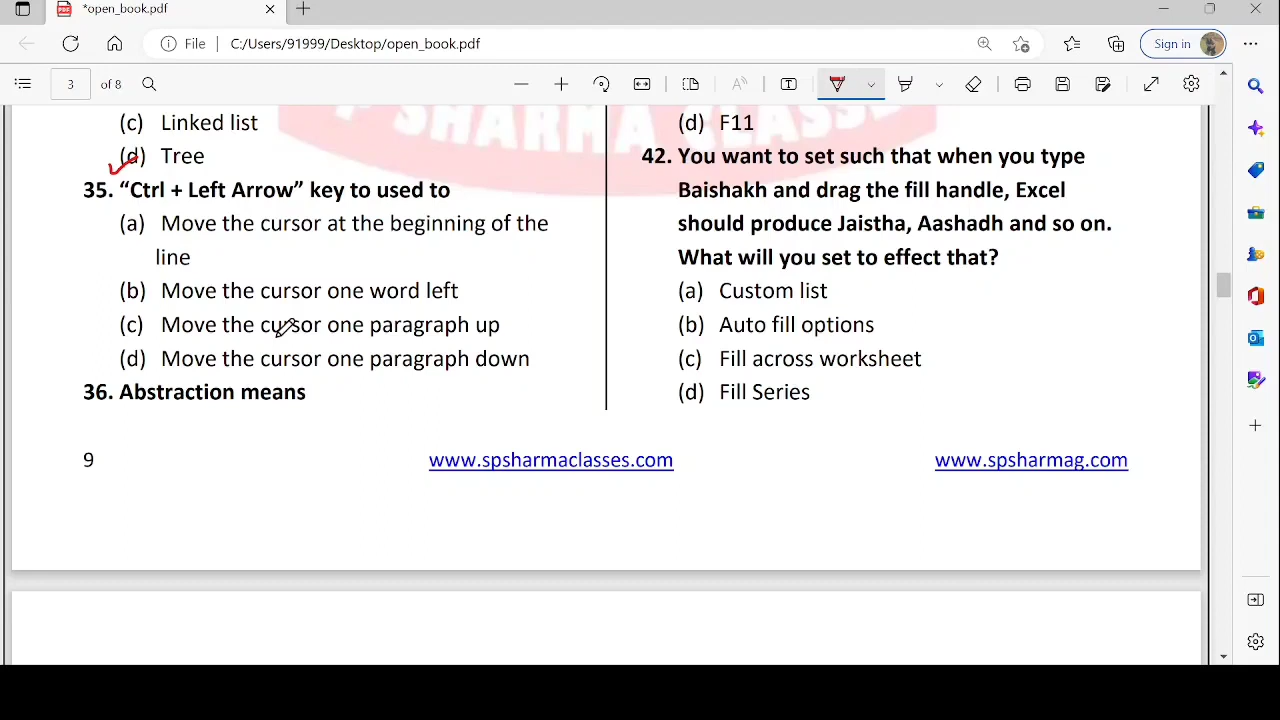 *open_book.pdf
File
C:/Users/91999/Desktop/open_book.pdf
Sign in
3
of 8
P SHARMA CLASSE
(c) Linked list
(d) Tree
35. “Ctrl + Left Arrow” key to used to
(a) Move the cursor at the beginning of the
line
(b) Move the cursor one word left
(c) Move the cursor one paragraph up
(d) Move the cursor one paragraph down
36. Abstraction means
(d) F11
42. You want to set such that when you type
Baishakh and drag the fill handle, Excel
should produce Jaistha, Aashadh and so on.
What will you set to effect that?
(a) Custom list
(b) Auto fill options
(c) Fill across worksheet
(d) Fill Series
9
www.spsharmaclasses.com
www.spsharmag.com